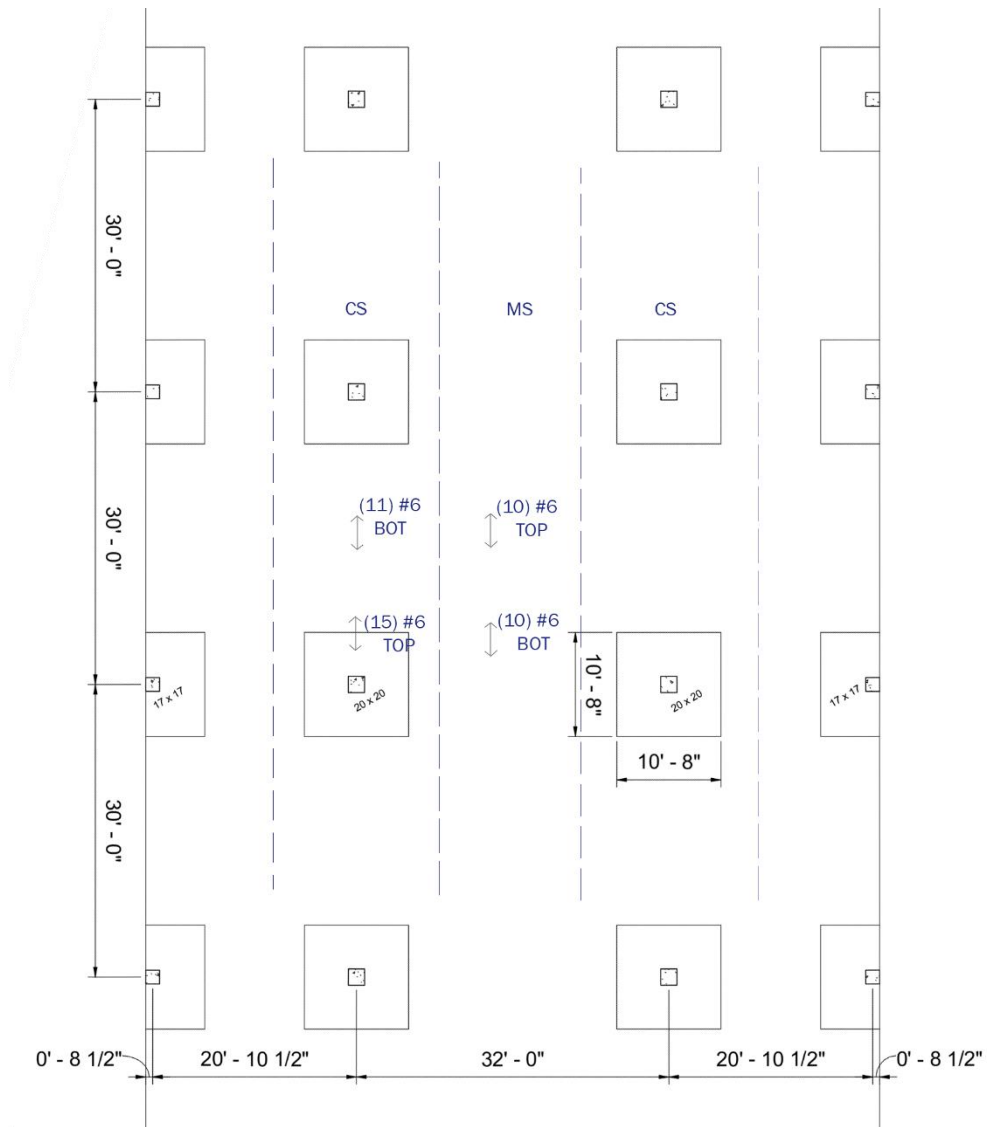 30' - 0"
CS
MS
CS
30' - 0"
(11) #6
BOT
(10) #6
TOP
(15) #6
TOP
(10) #6
BOT
10' - 8"
17 x 17
20 x 20
20 x 20
17 x 17
10' - 8"
30' - 0"
0' - 8 1/2"
20' - 10 1/2"
32' - 0"
20' - 10 1/2"
0' - 8 1/2"